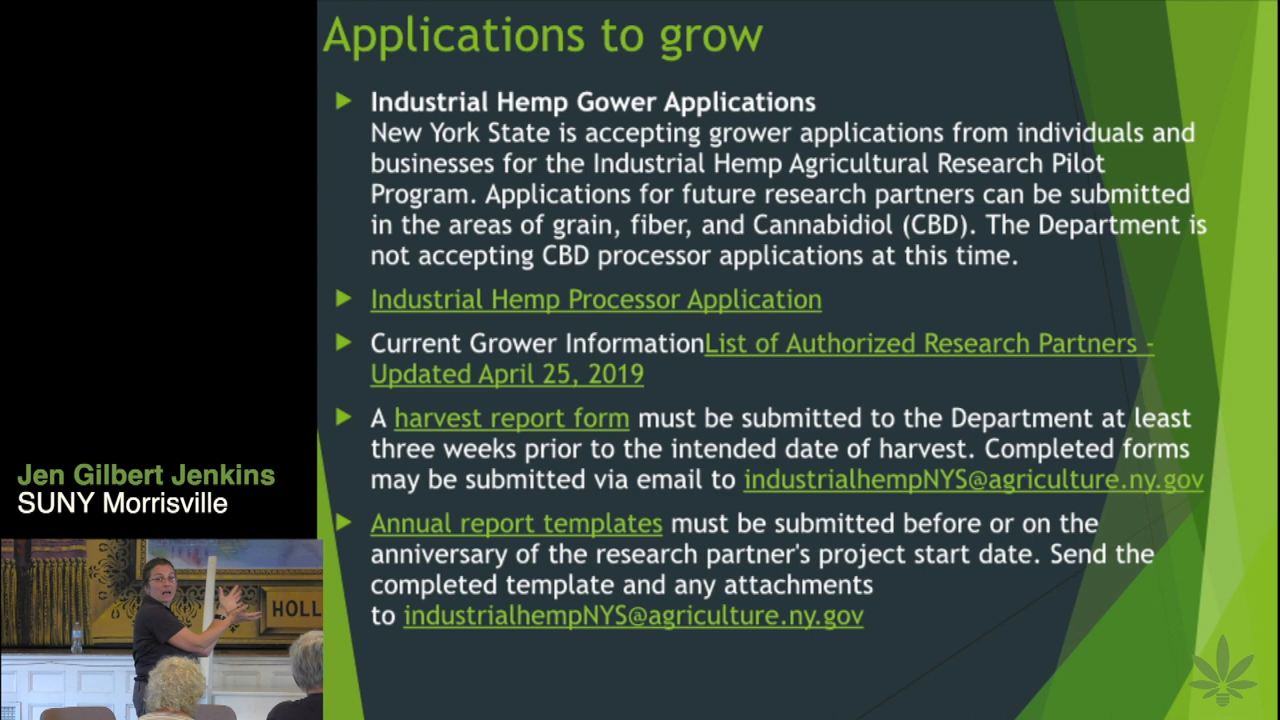 Applications to grow
Industrial Hemp Gower Applications
New York State is accepting grower applications from individuals and
businesses for the Industrial Hemp Agricultural Research Pilot
Program. Applications for future research partners can be submitted
in the areas of grain, fiber, and Cannabidiol (CBD). The Department is
not accepting CBD processor applications at this time.
Industrial Hemp Processor Application
Current Grower InformationList of Authorized Research Partners -
Updated April 25, 2019
A harvest report form must be submitted to the Department at least
three weeks prior to the intended date of harvest. Completed forms
may be submitted via email to industrialhempNYS@agriculture.ny.gov
Annual report templates must be submitted before or on the
anniversary of the research partner's project start date. Send the
completed template and any attachments
to industrialhempNYS@agriculture.ny.gov
Jen Gilbert Jenkins
SUNY Morrisville
HOLL